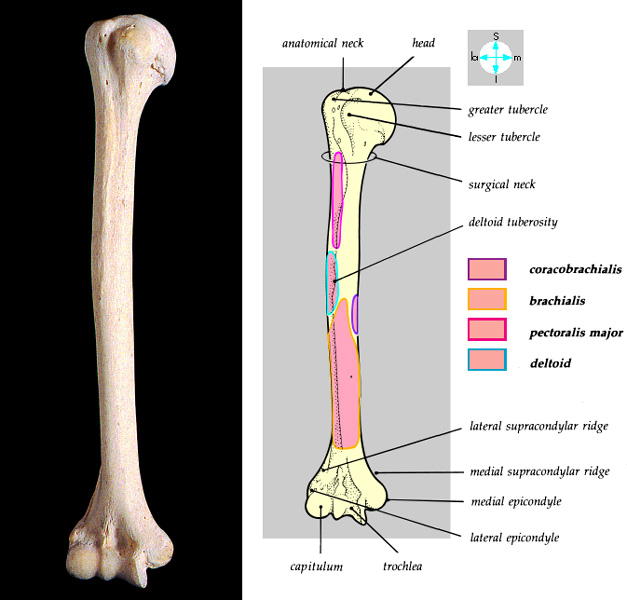 anatomical neck
head
S
la
m
I
greater tubercle
lesser tubercle
surgical neck
deltoid tuberosity
coracobrachialis
brachialis
pectoralis major
deltoid
lateral supracondylar ridge
medial supracondylar ridge
medial epicondyle
lateral epicondyle
capitulum
trochlea